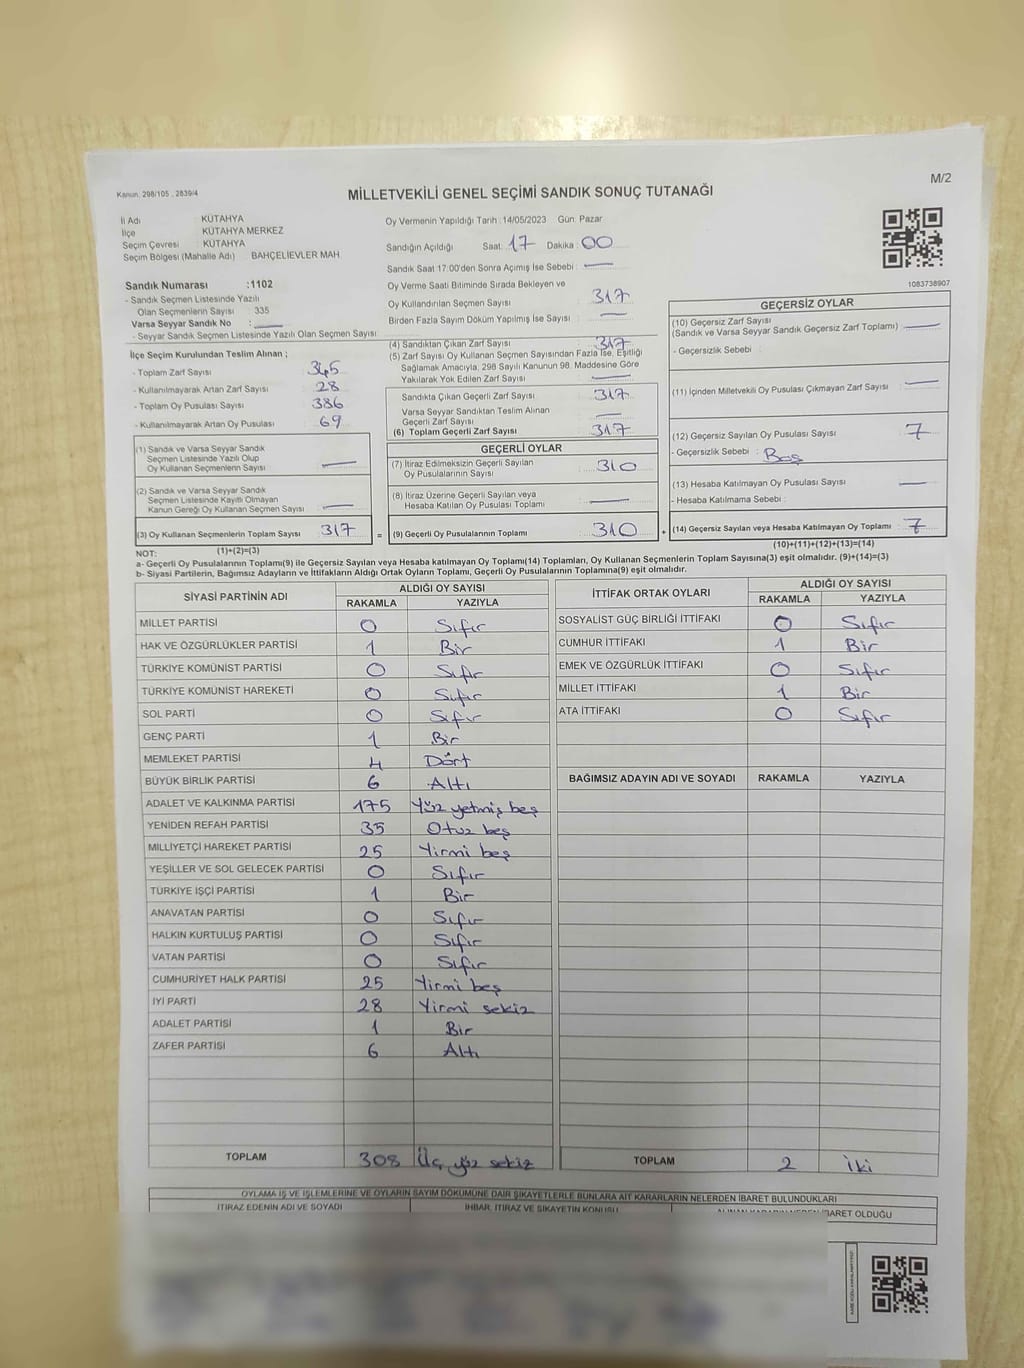 M/2
Kanun: 298/105 , 2839/4
MİLLETVEKİLİ GENEL SEÇİMİ SANDIK SONUÇ TUTANAĞI
İl Adı KÜTAHYA
İlçe KÜTAHYA MERKEZ
Seçim Çevresi : KÜTAHYA
Seçim Bölgesi (Mahalle Adı) BAHÇELİEVLER MAH.
Sandık Numarası :1102
- Sandık Seçmen Listesinde Yazılı
Olan Seçmenlerin Sayısı : 335
Varsa Seyyar Sandık No :
- Seyyar Sandık Seçmen Listesinde Yazılı Olan Seçmen Sayısı
İlçe Seçim Kurulundan Teslim Alınan ;
- Toplam Zarf Sayısı 345
- Kullanılmayarak Artan Zarf Sayısı 28
- Toplam Oy Pusulası Sayısı 386
- Kullanılmayarak Artan Oy Pusulası 69
Oy Vermenin Yapıldığı Tarih : 14/05/2023 Gün: Pazar
Sandığın Açıldığı Saat: 17 Dakika : 00
Sandık Saat 17:00'den Sonra Açımış İse Sebebi :
Oy Verme Saati Bitiminde Sırada Bekleyen ve
Oy Kullandırılan Seçmen Sayısı 317
Birden Fazla Sayım Döküm Yapılmış İse Sayısı :
(4) Sandıktan Çıkan Zarf Sayısı 317
(5) Zarf Sayısı Oy Kullanan Seçmen Sayısından Fazla İse, Eşitliği
Sağlamak Amacıyla, 298 Sayılı Kanunun 98. Maddesine Göre
Yakılarak Yok Edilen Zarf Sayısı
Sandıkta Çıkan Geçerli Zarf Sayısı : 317
Varsa Seyyar Sandıktan Teslim Alınan
Geçerli Zarf Sayısı
(6) Toplam Geçerli Zarf Sayısı : 317
1083738907
GEÇERSİZ OYLAR
(10) Geçersiz Zarf Sayısı
(Sandık ve Varsa Seyyar Sandık Geçersiz Zarf Toplamı)
- Geçersizlik Sebebi :
(11) İçinden Milletvekili Oy Pusulası Çıkmayan Zarf Sayısı
(12) Geçersiz Sayılan Oy Pusulası Sayısı 7
- Geçersizlik Sebebi : Boş
(13) Hesaba Katılmayan Oy Pusulası Sayısı :
- Hesaba Katılmama Sebebi :
(14) Geçersiz Sayılan veya Hesaba Katılmayan Oy Toplamı : 7
(10)+(11)+(12)+(13)=(14)
(1) Sandık ve Varsa Seyyar Sandık
Seçmen Listesinde Yazılı Olup
Oy Kullanan Seçmenlerin Sayısı
(2) Sandık ve Varsa Seyyar Sandık
Seçmen Listesinde Kayıtlı Olmayan
Kanun Gereği Oy Kullanan Seçmen Sayısı
(3) Oy Kullanan Seçmenlerin Toplam Sayısı 317
(1)+(2)=(3)
GEÇERLİ OYLAR
(7) İtiraz Edilmeksizin Geçerli Sayılan
Oy Pusulalarının Sayısı : 310
(8) İtiraz Üzerine Geçerli Sayılan veya
Hesaba Katılan Oy Pusulası Toplamı :
= (9) Geçerli Oy Pusulalarının Toplamı : 310 +
NOT:
a- Geçerli Oy Pusulasının Toplamı(9) ile Geçersiz Sayılan veya Hesaba katılmayan Oy Toplam(14) Toplamları, Oy Kullanan Seçmenlerin Toplam Sayısına(3) eşit olmalıdır. (9)+(14)=(3)
b- Siyasi Partilerin, Bağımsız Adayların ve İttifakların Aldığı Ortak Oyların Toplamı, Geçerli Oy Pusulalarının Toplamına(9) eşit olmalıdır.
SİYASİ PARTİNİN ADI ALDIĞI OY SAYISI
RAKAMLA YAZIYLA
MİLLET PARTİSİ 0 Sıfır
HAK VE ÖZGÜRLÜKLER PARTİSİ 1 Bir
TÜRKİYE KOMÜNİST PARTİSİ 0 Sıfır
TÜRKİYE KOMÜNİST HAREKETİ 0 Sıfır
SOL PARTİ 0 Sıfır
GENÇ PARTİ 1 Bir
MEMLEKET PARTİSİ 4 Dört
BÜYÜK BİRLİK PARTİSİ 6 Altı
ADALET VE KALKINMA PARTİSİ 175 Yüz yetmiş beş
YENİDEN REFAH PARTİSİ 35 Otuz beş
MİLLİYETÇİ HAREKET PARTİSİ 25 Yirmi beş
YEŞİLLER VE SOL GELECEK PARTİSİ 0 Sıfır
TÜRKİYE İŞÇİ PARTİSİ 1 Bir
ANAVATAN PARTİSİ 0 Sıfır
HALKIN KURTULUŞ PARTİSİ 0 Sıfır
VATAN PARTİSİ 0 Sıfır
CUMHURİYET HALK PARTİSİ 25 Yirmi beş
İYİ PARTİ 28 Yirmi sekiz
ADALET PARTİSİ 1 Bir
ZAFER PARTİSİ 6 Altı
TOPLAM 308 Üç yüz sekiz
İTTİFAK ORTAK OYLARI ALDIĞI OY SAYISI
RAKAMLA YAZIYLA
SOSYALİST GÜÇ BİRLİĞİ İTTİFAKI 0 Sıfır
CUMHUR İTTİFAKI 1 Bir
EMEK VE ÖZGÜRLÜK İTTİFAKI 0 Sıfır
MİLLET İTTİFAKI 1 Bir
ATA İTTİFAKI 0 Sıfır
BAĞIMSIZ ADAYIN ADI VE SOYADI RAKAMLA YAZIYLA
TOPLAM 2 İki
OYLAMA İŞ VE İŞLEMLERİNE VE OYLARIN SAYIM DÖKÜMÜNE DAİR ŞİKAYETLERLE BUNLARA AİT KARARLARIN NELERDEN İBARET BULUNDUKLARI
İTİRAZ EDENİN ADI VE SOYADI İHBAR, İTİRAZ VE ŞİKAYETİN KONUSU İBARET OLDUĞU